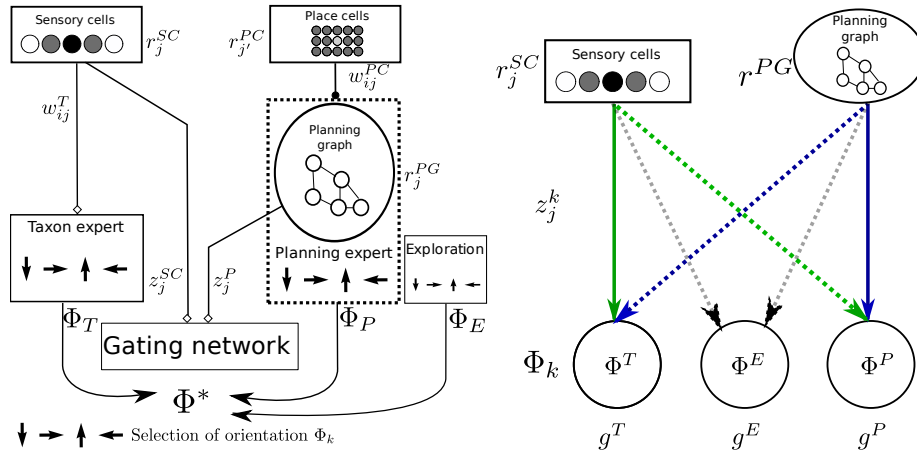 Sensory cells
r_j^{SC}
Place cells
r_{j'}^{PC}
w_{ij}^T
w_{ij}^{PC}
Planning
graph
r_j^{PG}
Taxon expert
z_j^{SC}
z_j^P
Planning expert
Exploration
Φ_T
Φ_P
Φ_E
Gating network
Φ*
Selection of orientation Φ_k
Sensory cells
r_j^{SC}
Planning
graph
r^{PG}
z_j^k
Φ_k
Φ^T
Φ^E
Φ^P
g^T
g^E
g^P